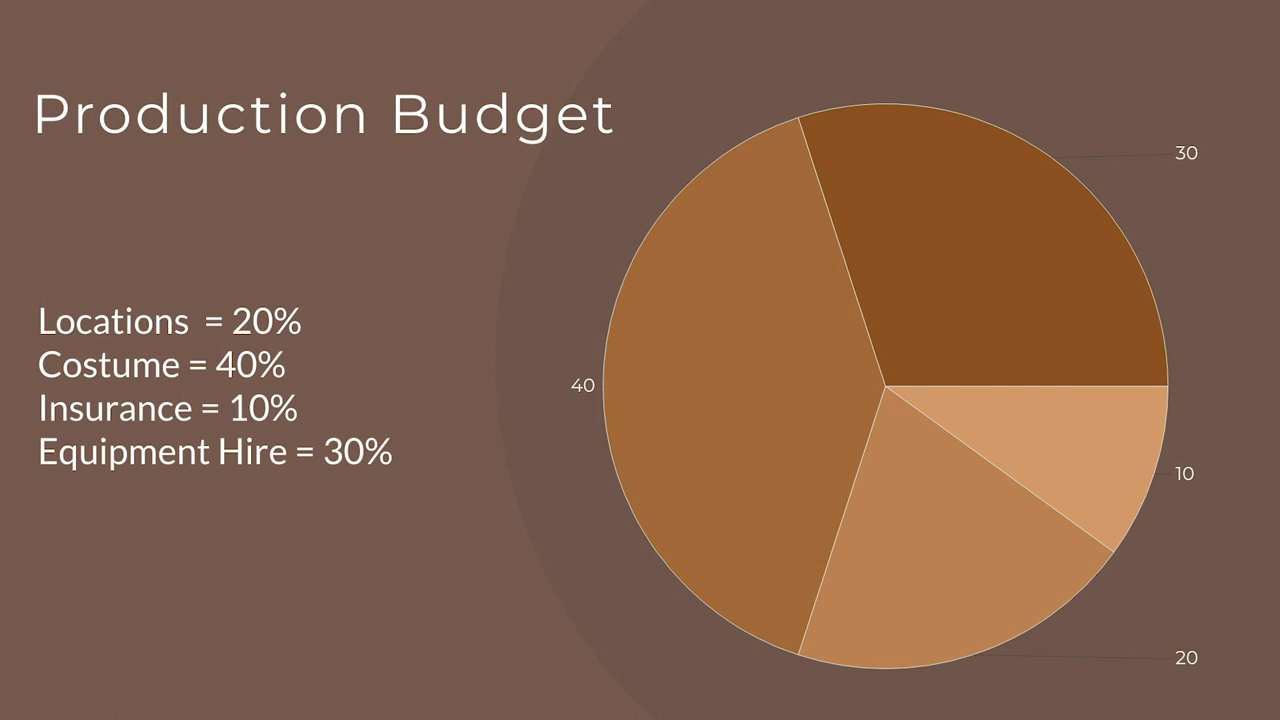 Production Budget
Locations = 20%
Costume = 40%
Insurance = 10%
Equipment Hire = 30%
30
40
10
20